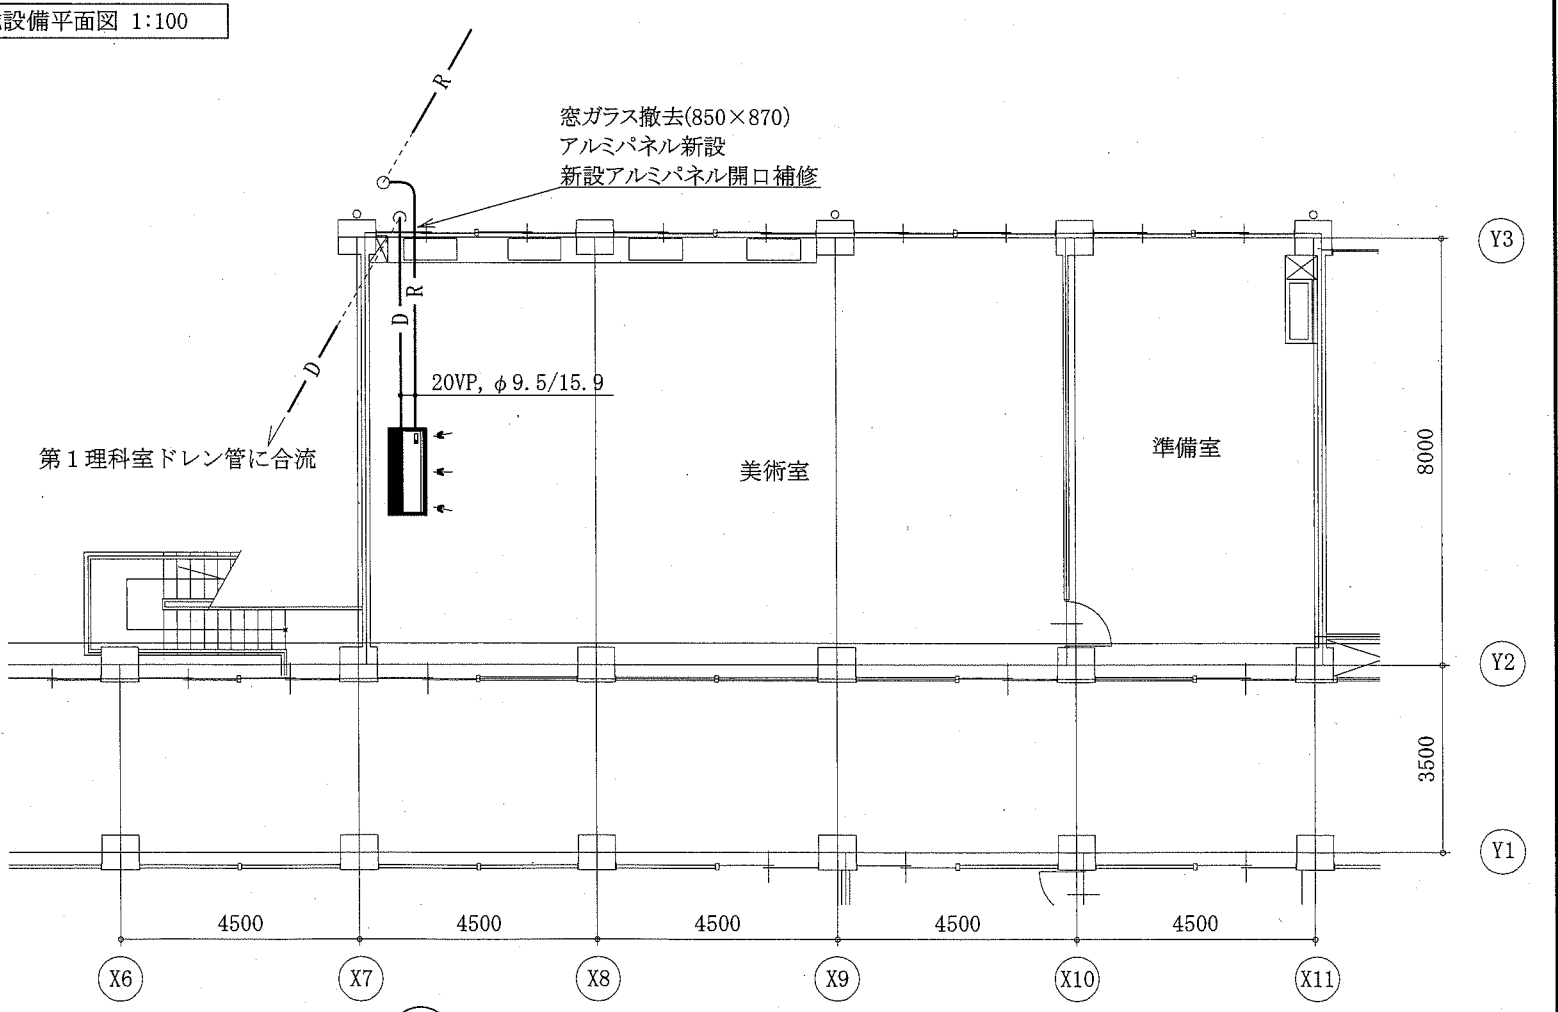 設備平面図 1:100
R
窓ガラス撤去(850×870)
アルミパネル新設
新設アルミパネル開口補修
Y3
R
D
D
20VP, φ9.5/15.9
第1理科室ドレン管に合流
美術室
準備室
8000
Y2
3500
Y1
4500
4500
4500
4500
4500
X6
X7
X8
X9
X10
X11